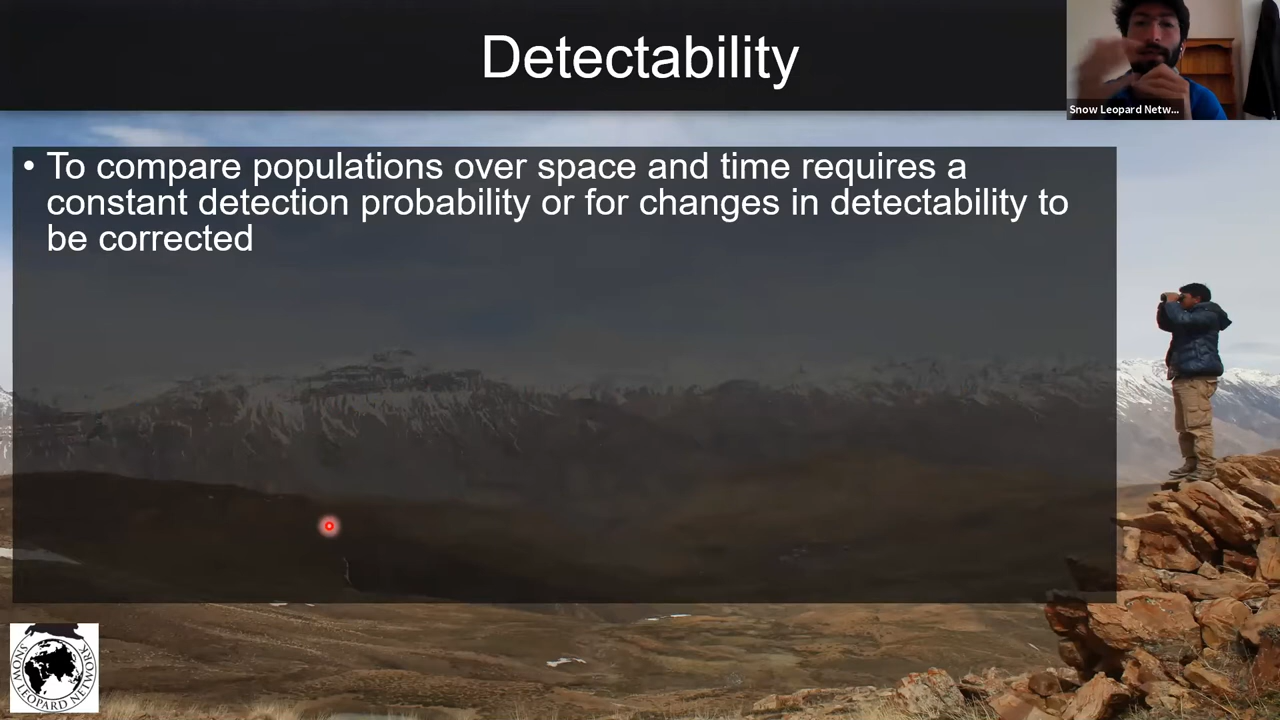 Detectability
Snow Leopard Netw...
• To compare populations over space and time requires a
constant detection probability or for changes in detectability to
be corrected
SNOW LEOPARD NETWORK